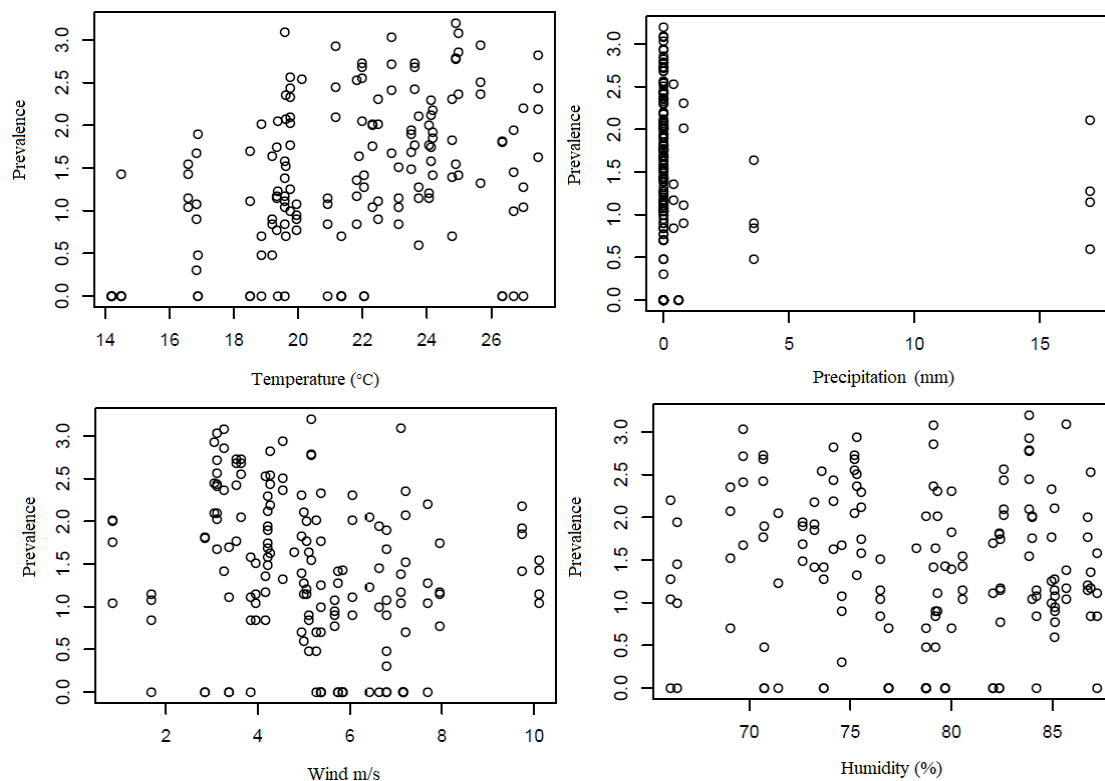 Prevalence
0.0 0.5 1.0 1.5 2.0 2.5 3.0
14 16 18 20 22 24 26
Temperature (°C)
Prevalence
0.0 0.5 1.0 1.5 2.0 2.5 3.0
0 5 10 15
Precipitation (mm)
Prevalence
0.0 0.5 1.0 1.5 2.0 2.5 3.0
2 4 6 8 10
Wind m/s
Prevalence
0.0 0.5 1.0 1.5 2.0 2.5 3.0
70 75 80 85
Humidity (%)